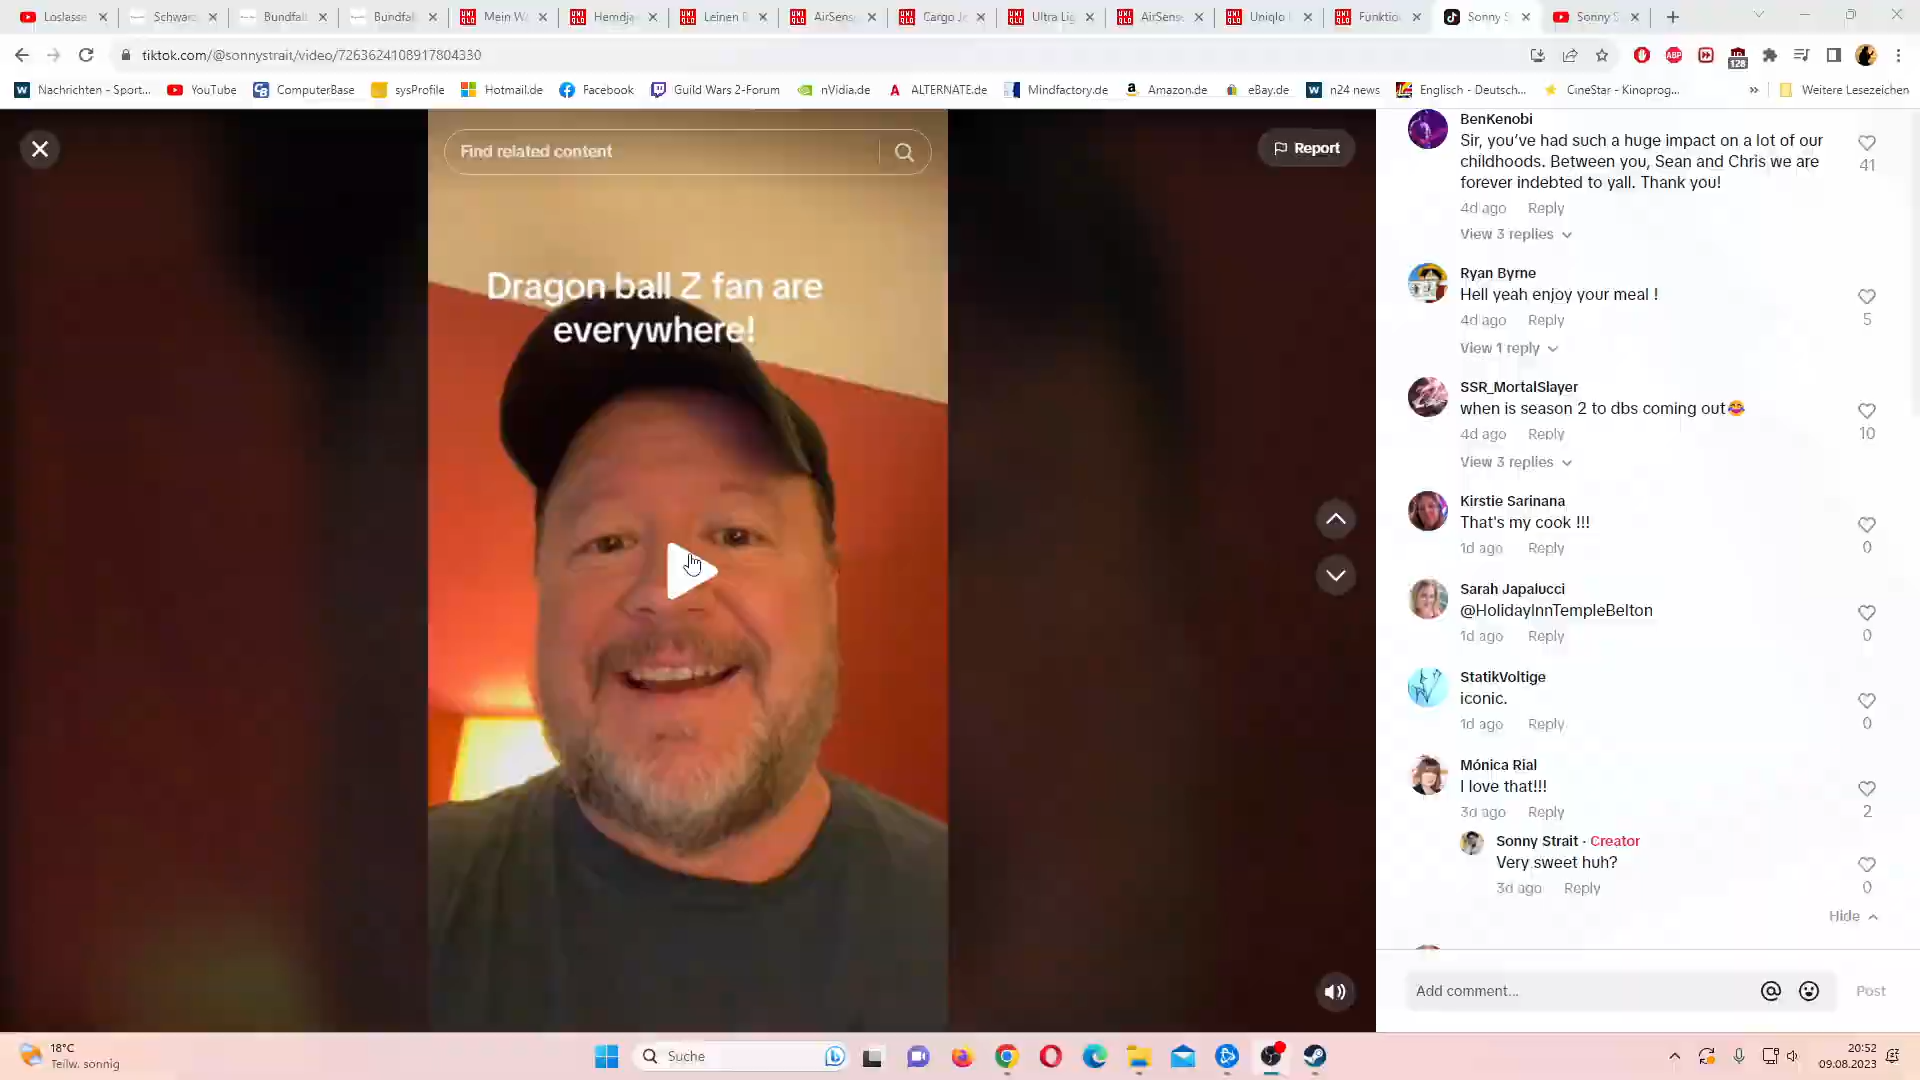 Loslasse
Schwarz
Bundfalt
Bundfal
Mein W
Hemdja
Leinen
AirSens
Cargo J
Ultra Lig
AirSense
Uniqlo
Funktio
Sonny S
Sonny S
tiktok.com/@sonnystrait/video/7263624108917804330
ABP
128
Nachrichten - Sport...
YouTube
ComputerBase
sysProfile
Hotmail.de
Facebook
Guild Wars 2-Forum
nVidia.de
ALTERNATE.de
Mindfactory.de
Amazon.de
eBay.de
n24 news
Englisch - Deutsch...
CineStar - Kinoprog...
Weitere Lesezeichen
Find related content
Report
Dragon ball Z fan are
everywhere!
BenKenobi
Sir, you've had such a huge impact on a lot of our
childhoods. Between you, Sean and Chris we are
forever indebted to yall. Thank you!
41
4d ago Reply
View 3 replies
Ryan Byrne
Hell yeah enjoy your meal !
5
4d ago Reply
View 1 reply
SSR_MortalSlayer
when is season 2 to dbs coming out😂
10
4d ago Reply
View 3 replies
Kirstie Sarinana
That's my cook !!!
1d ago Reply
0
Sarah Japalucci
@HolidayInnTempleBelton
1d ago Reply
0
StatikVoltige
iconic.
1d ago Reply
0
Mónica Rial
I love that!!!
3d ago Reply
2
Sonny Strait · Creator
Very sweet huh?
3d ago Reply
0
Hide
Add comment...
Post
18°C
Teilw. sonnig
Suche
20:52
09.08.2023